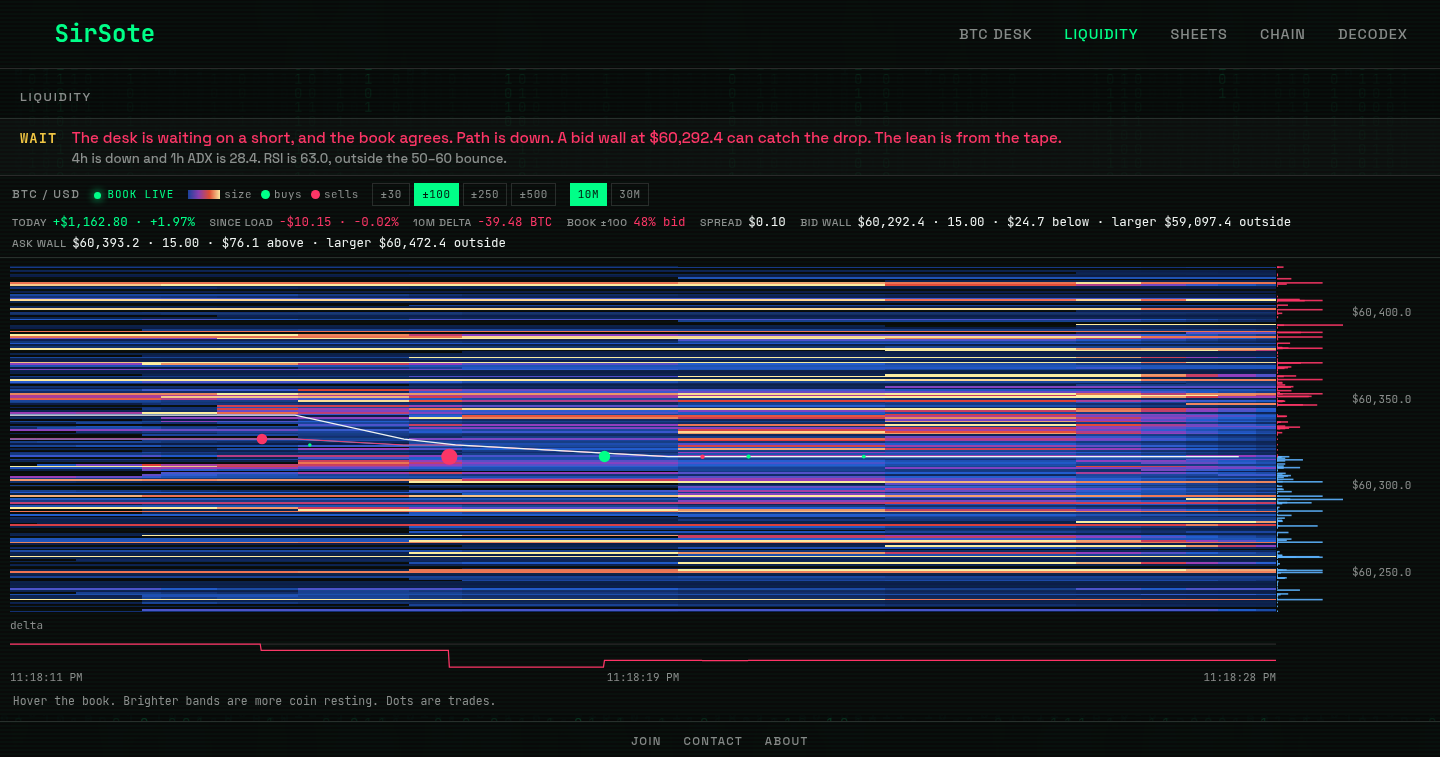 SirSote
BTC DESK LIQUIDITY SHEETS CHAIN DECODEX
LIQUIDITY
WAIT The desk is waiting on a short, and the book agrees. Path is down. A bid wall at $60,292.4 can catch the drop. The lean is from the tape.
4h is down and 1h ADX is 28.4. RSI is 63.0, outside the 50–60 bounce.
BTC / USD BOOK LIVE size buys sells ±30 ±100 ±250 ±500 10M 30M
TODAY +$1,162.80 · +1.97% SINCE LOAD -$10.15 · -0.02% 10M DELTA -39.48 BTC BOOK ±100 48% bid SPREAD $0.10 BID WALL $60,292.4 · 15.00 · $24.7 below · larger $59,097.4 outside
ASK WALL $60,393.2 · 15.00 · $76.1 above · larger $60,472.4 outside
$60,400.0
$60,350.0
$60,300.0
$60,250.0
delta
11:18:11 PM 11:18:19 PM 11:18:28 PM
Hover the book. Brighter bands are more coin resting. Dots are trades.
JOIN CONTACT ABOUT